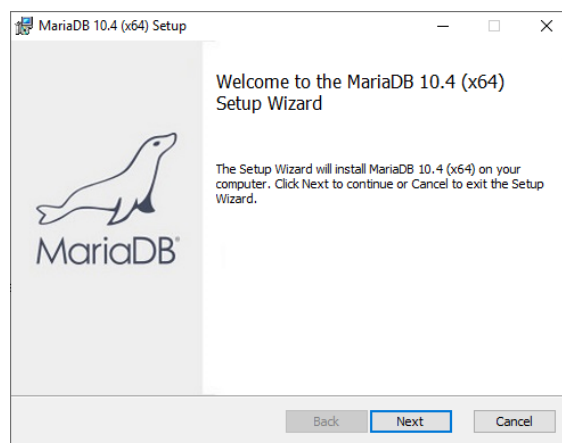 MariaDB 10.4 (x64) Setup
Welcome to the MariaDB 10.4 (x64)
Setup Wizard
The Setup Wizard will install MariaDB 10.4 (x64) on your
computer. Click Next to continue or Cancel to exit the Setup
Wizard.
MariaDB
Back Next Cancel